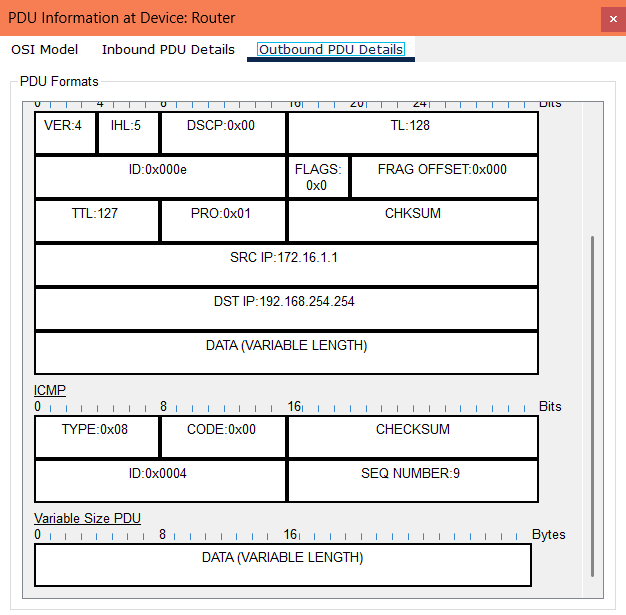 PDU Information at Device: Router
×
OSI Model Inbound PDU Details Outbound PDU Details
PDU Formats
0 4 8 16 20 24 Bits
VER:4 IHL:5 DSCP:0x00 TL:128
ID:0x000e FLAGS: 0x0 FRAG OFFSET:0x000
TTL:127 PRO:0x01 CHKSUM
SRC IP:172.16.1.1
DST IP:192.168.254.254
DATA (VARIABLE LENGTH)
ICMP
0 8 16 Bits
TYPE:0x08 CODE:0x00 CHECKSUM
ID:0x0004 SEQ NUMBER:9
Variable Size PDU
0 8 16 Bytes
DATA (VARIABLE LENGTH)